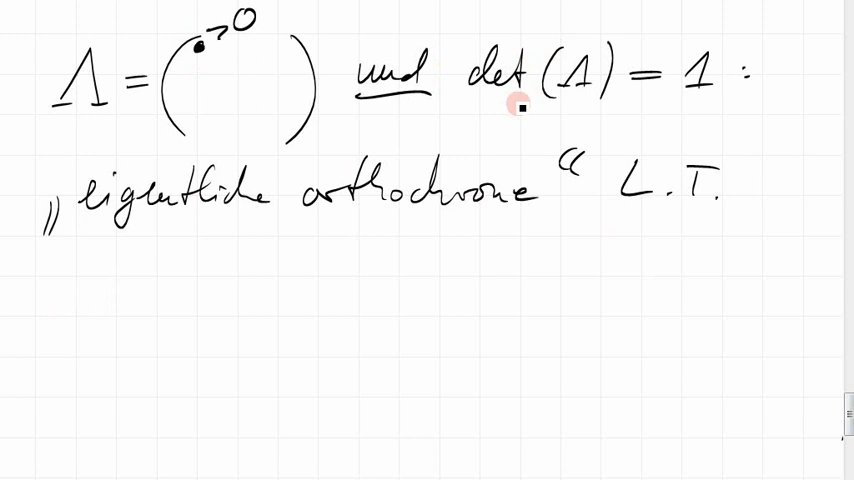 >0
Λ = ( • ) und det (Λ) = 1 :
„eigentliche orthochrone“ L.T.